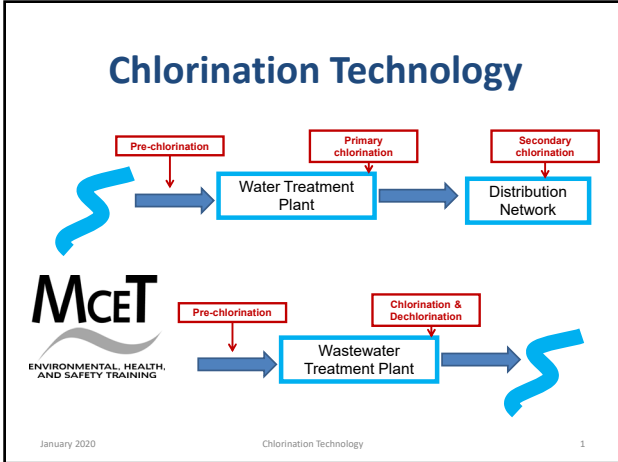 Chlorination Technology
Pre-chlorination
Primary
chlorination
Secondary
chlorination
Water Treatment
Plant
Distribution
Network
MCET
ENVIRONMENTAL, HEALTH,
AND SAFETY TRAINING
Pre-chlorination
Chlorination &
Dechlorination
Wastewater
Treatment Plant
January 2020
Chlorination Technology
1